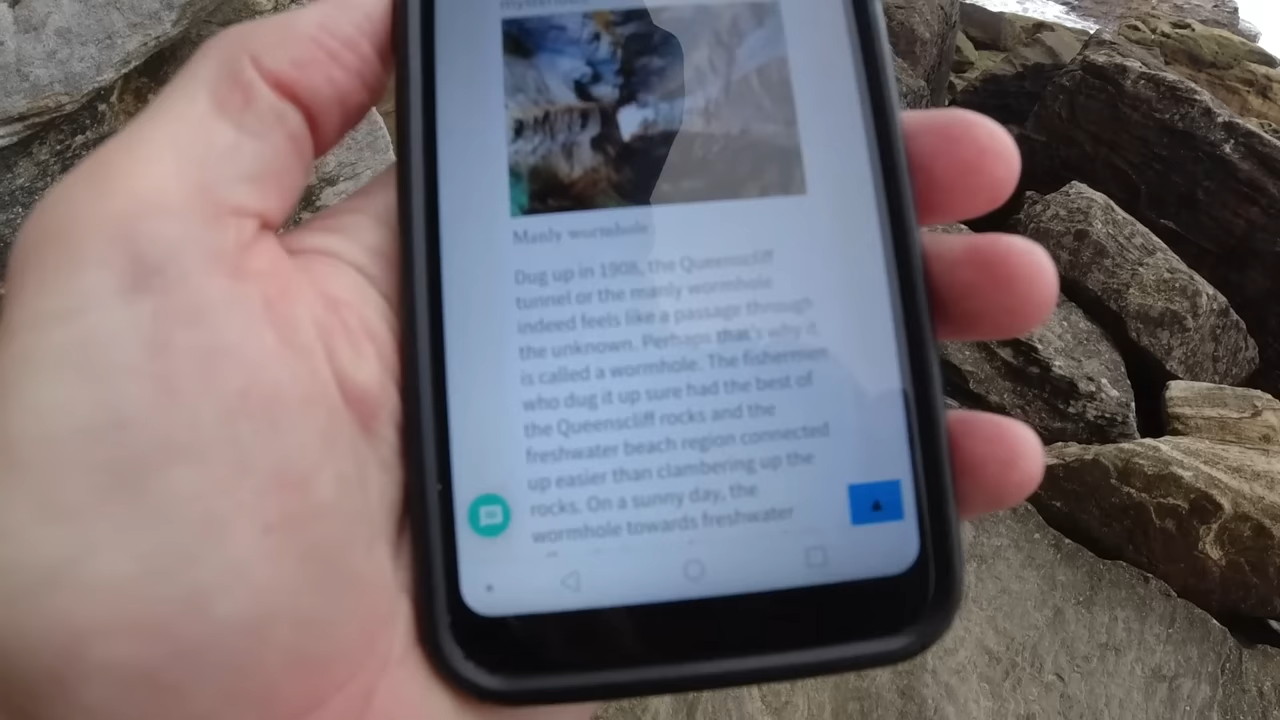 mysterious
Manly wormhole
Dug up in 1908, the Queenscliff
tunnel or the manly wormhole
indeed feels like a passage through
the unknown. Perhaps that's why it
is called a wormhole. The fishermen
who dug it up sure had the best of
the Queenscliff rocks and the
freshwater beach region connected
up easier than clambering up the
rocks. On a sunny day, the
wormhole towards freshwater